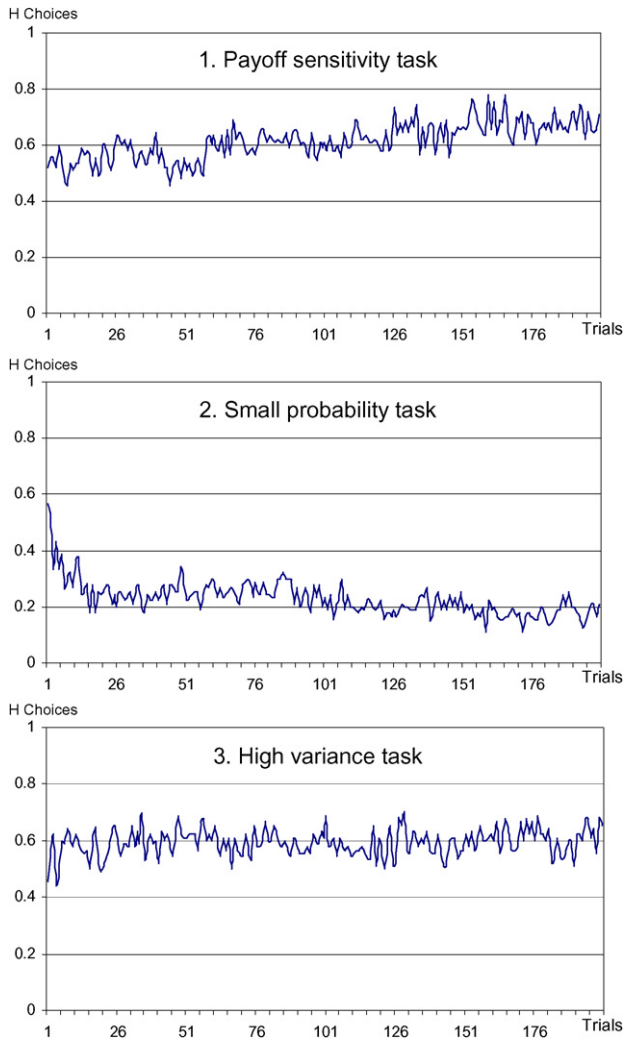 H Choices
1. Payoff sensitivity task
1
0.8
0.6
0.4
0.2
0
1 26 51 76 101 126 151 176 Trials
H Choices
2. Small probability task
1
0.8
0.6
0.4
0.2
0
1 26 51 76 101 126 151 176 Trials
H Choices
3. High variance task
1
0.8
0.6
0.4
0.2
0
1 26 51 76 101 126 151 176 Trials